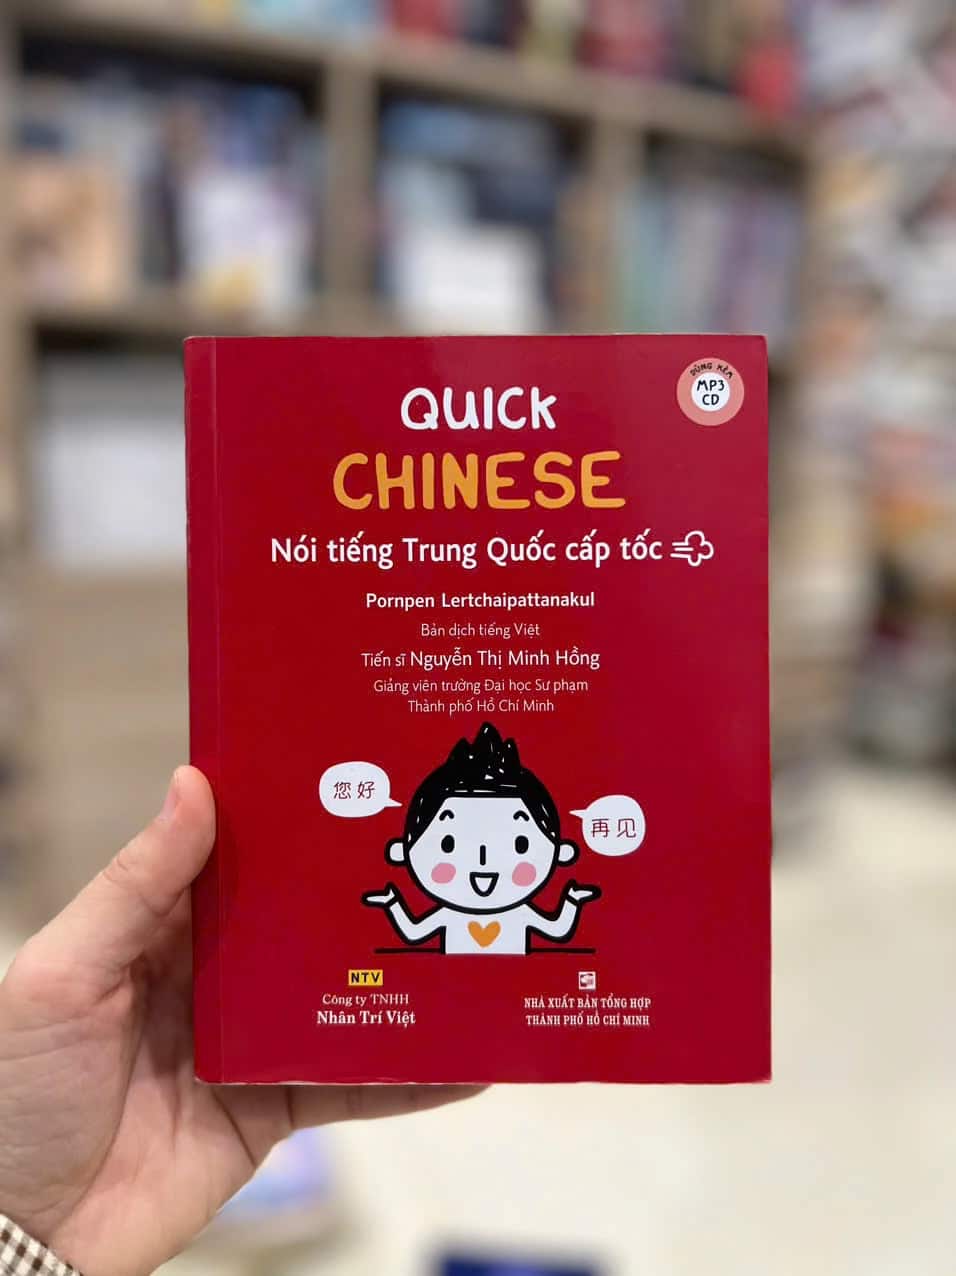 DÙNG KÈM
MP3
CD
QUICK
CHINESE
Nói tiếng Trung Quốc cấp tốc
Pornpen Lertchaipattanakul
Bản dịch tiếng Việt
Tiến sĩ Nguyễn Thị Minh Hồng
Giảng viên trường Đại học Sư phạm
Thành phố Hồ Chí Minh
您好
再见
NTV
Công ty TNHH
Nhân Trí Việt
NHÀ XUẤT BẢN TỔNG HỢP
THÀNH PHỐ HỒ CHÍ MINH